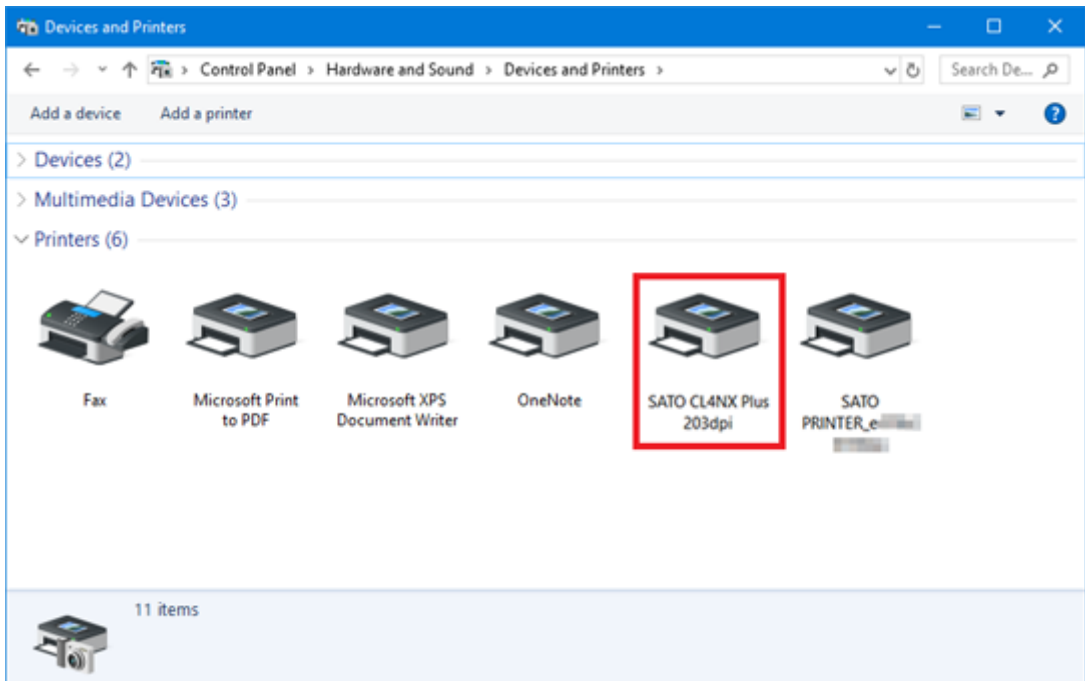 Devices and Printers
Control Panel > Hardware and Sound > Devices and Printers >
Search De...
Add a device Add a printer
Devices (2)
Multimedia Devices (3)
Printers (6)
Fax
Microsoft Print
to PDF
Microsoft XPS
Document Writer
OneNote
SATO CL4NX Plus
203dpi
SATO
PRINTER_e
11 items